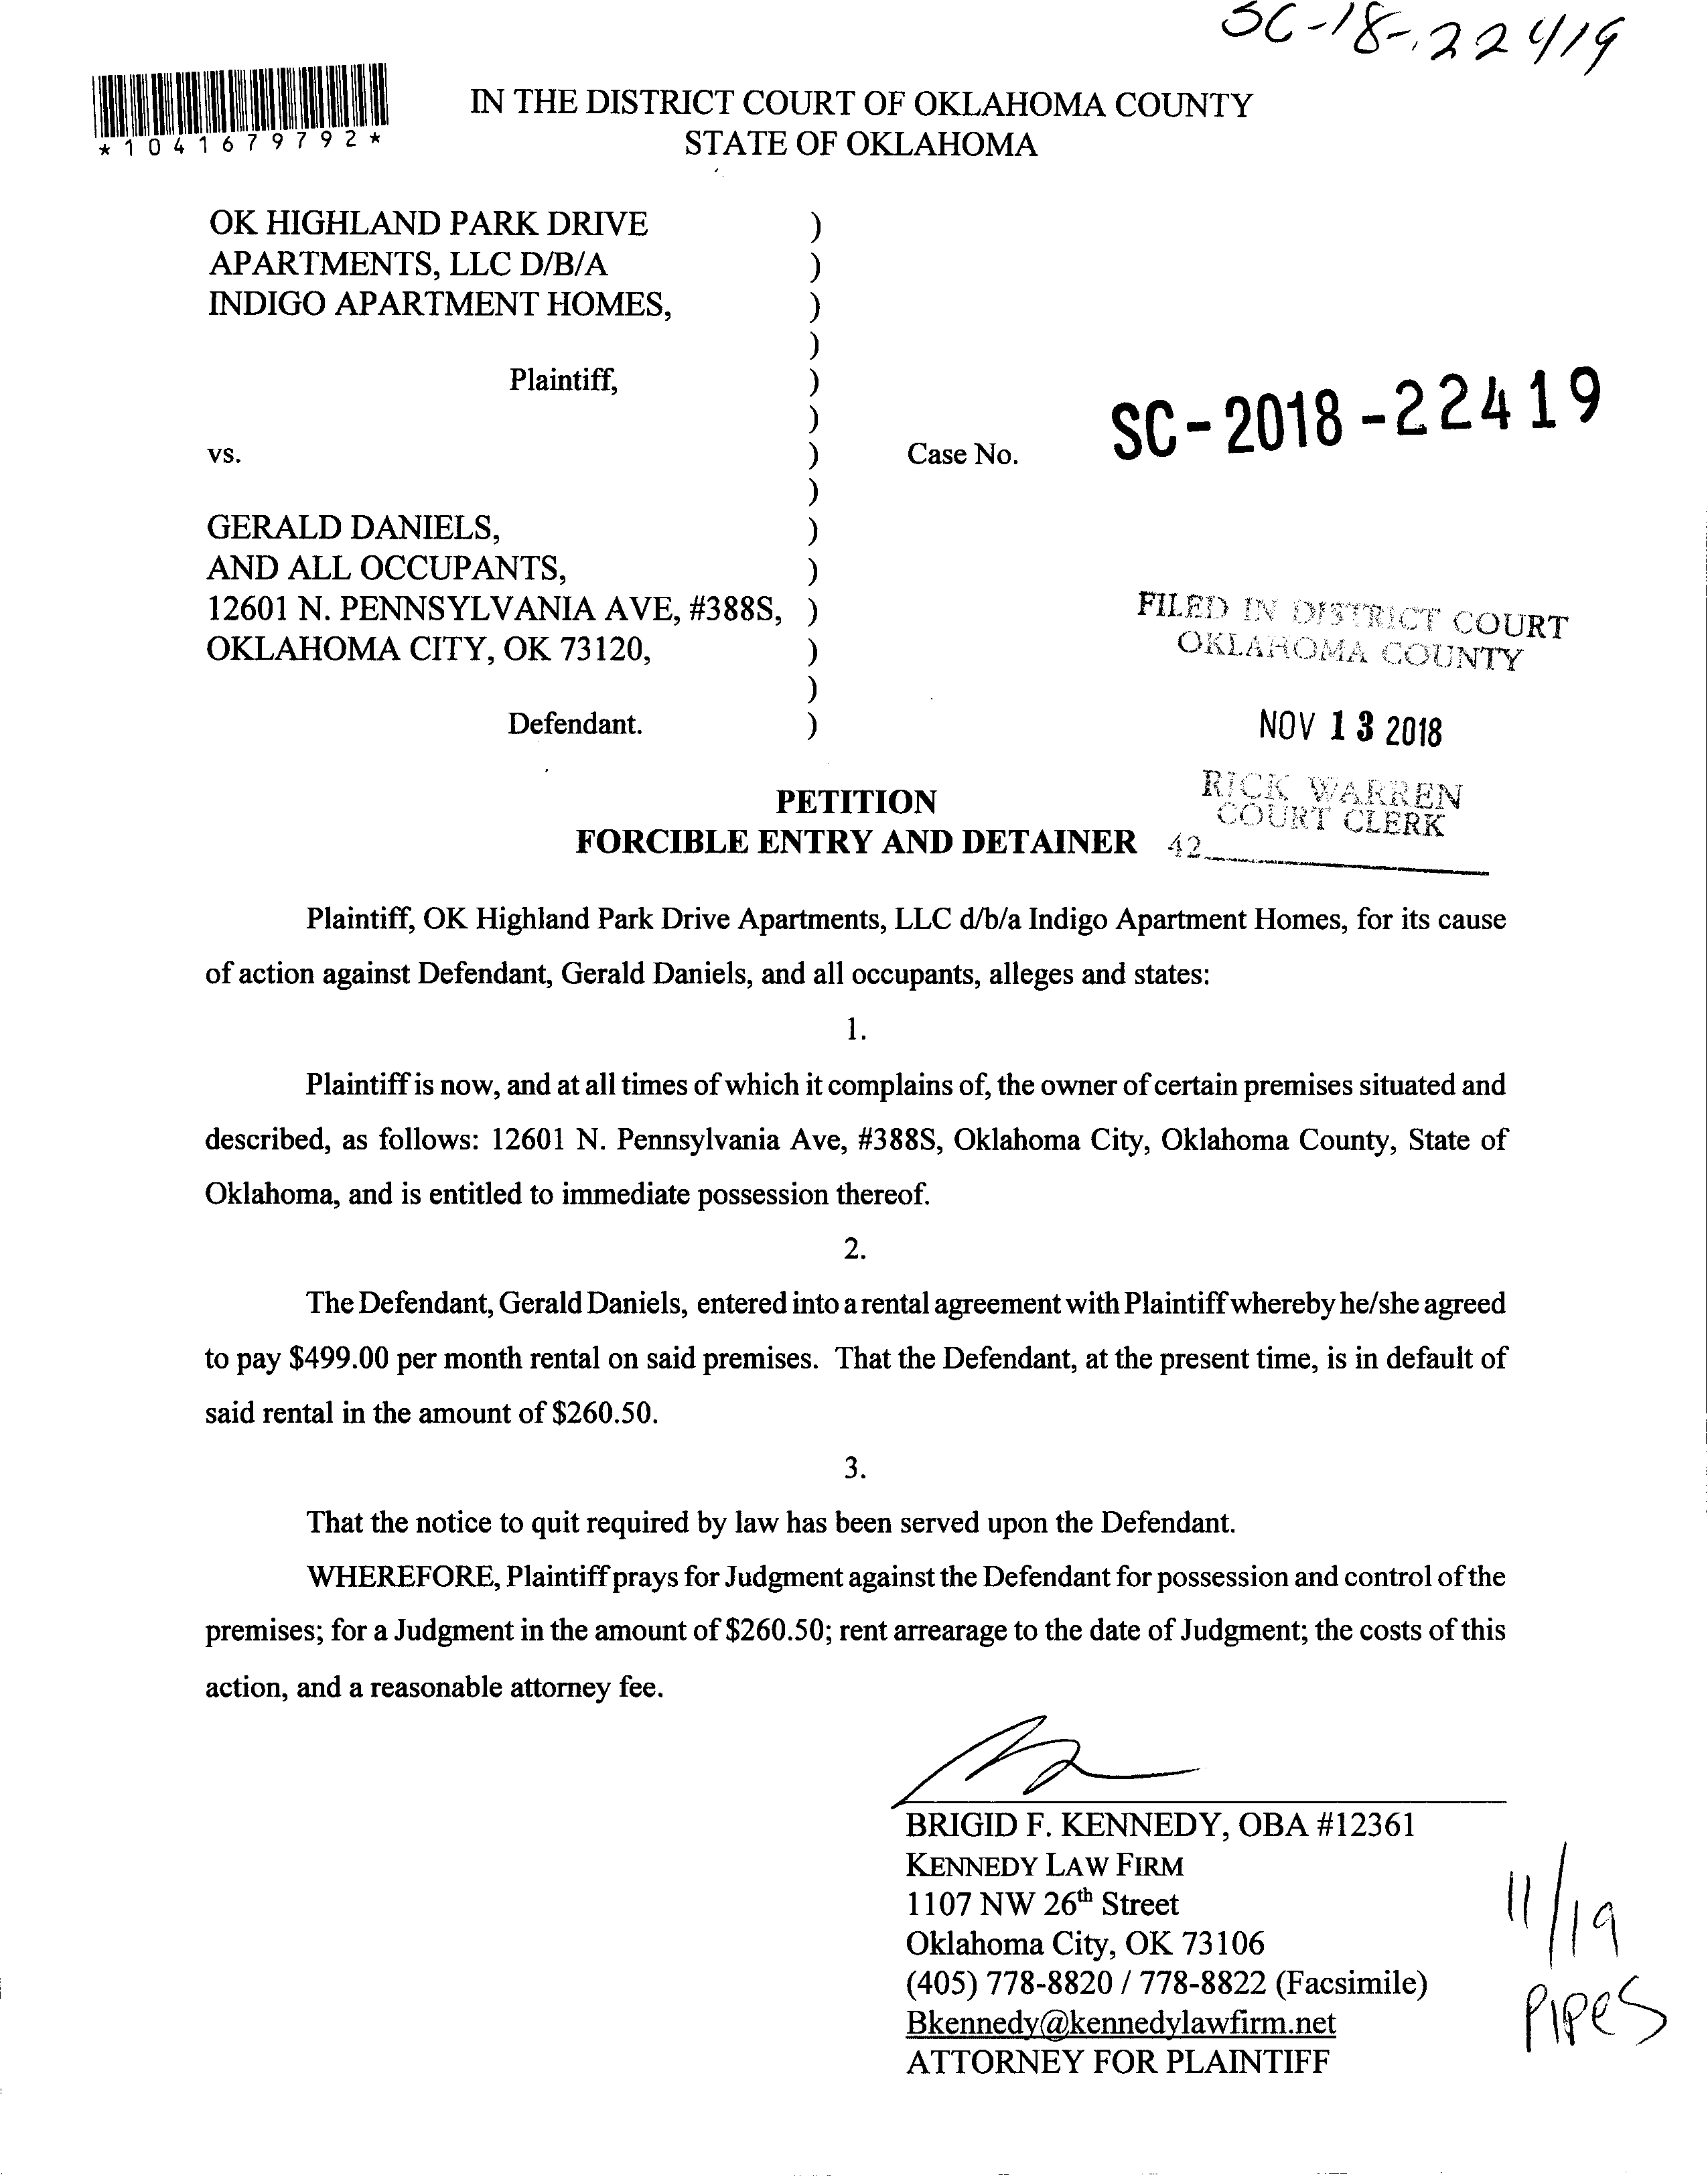 SC-18-22419
*1041679792*
IN THE DISTRICT COURT OF OKLAHOMA COUNTY
STATE OF OKLAHOMA
OK HIGHLAND PARK DRIVE )
APARTMENTS, LLC D/B/A )
INDIGO APARTMENT HOMES, )
)
Plaintiff, )
)
vs. ) Case No. SC-2018-22419
)
GERALD DANIELS, )
AND ALL OCCUPANTS, )
12601 N. PENNSYLVANIA AVE, #388S, )
OKLAHOMA CITY, OK 73120, )
)
Defendant. )
FILED IN DISTRICT COURT
OKLAHOMA COUNTY
NOV 13 2018
RICK WARREN
COURT CLERK
42
PETITION
FORCIBLE ENTRY AND DETAINER
Plaintiff, OK Highland Park Drive Apartments, LLC d/b/a Indigo Apartment Homes, for its cause
of action against Defendant, Gerald Daniels, and all occupants, alleges and states:
1.
Plaintiff is now, and at all times of which it complains of, the owner of certain premises situated and
described, as follows: 12601 N. Pennsylvania Ave, #388S, Oklahoma City, Oklahoma County, State of
Oklahoma, and is entitled to immediate possession thereof.
2.
The Defendant, Gerald Daniels, entered into a rental agreement with Plaintiff whereby he/she agreed
to pay $499.00 per month rental on said premises. That the Defendant, at the present time, is in default of
said rental in the amount of $260.50.
3.
That the notice to quit required by law has been served upon the Defendant.
WHEREFORE, Plaintiff prays for Judgment against the Defendant for possession and control of the
premises; for a Judgment in the amount of $260.50; rent arrearage to the date of Judgment; the costs of this
action, and a reasonable attorney fee.
BRIGID F. KENNEDY, OBA #12361
KENNEDY LAW FIRM
1107 NW 26th Street
Oklahoma City, OK 73106
(405) 778-8820 / 778-8822 (Facsimile)
Bkennedy@kennedylawfirm.net
ATTORNEY FOR PLAINTIFF
11/19
PIPeS